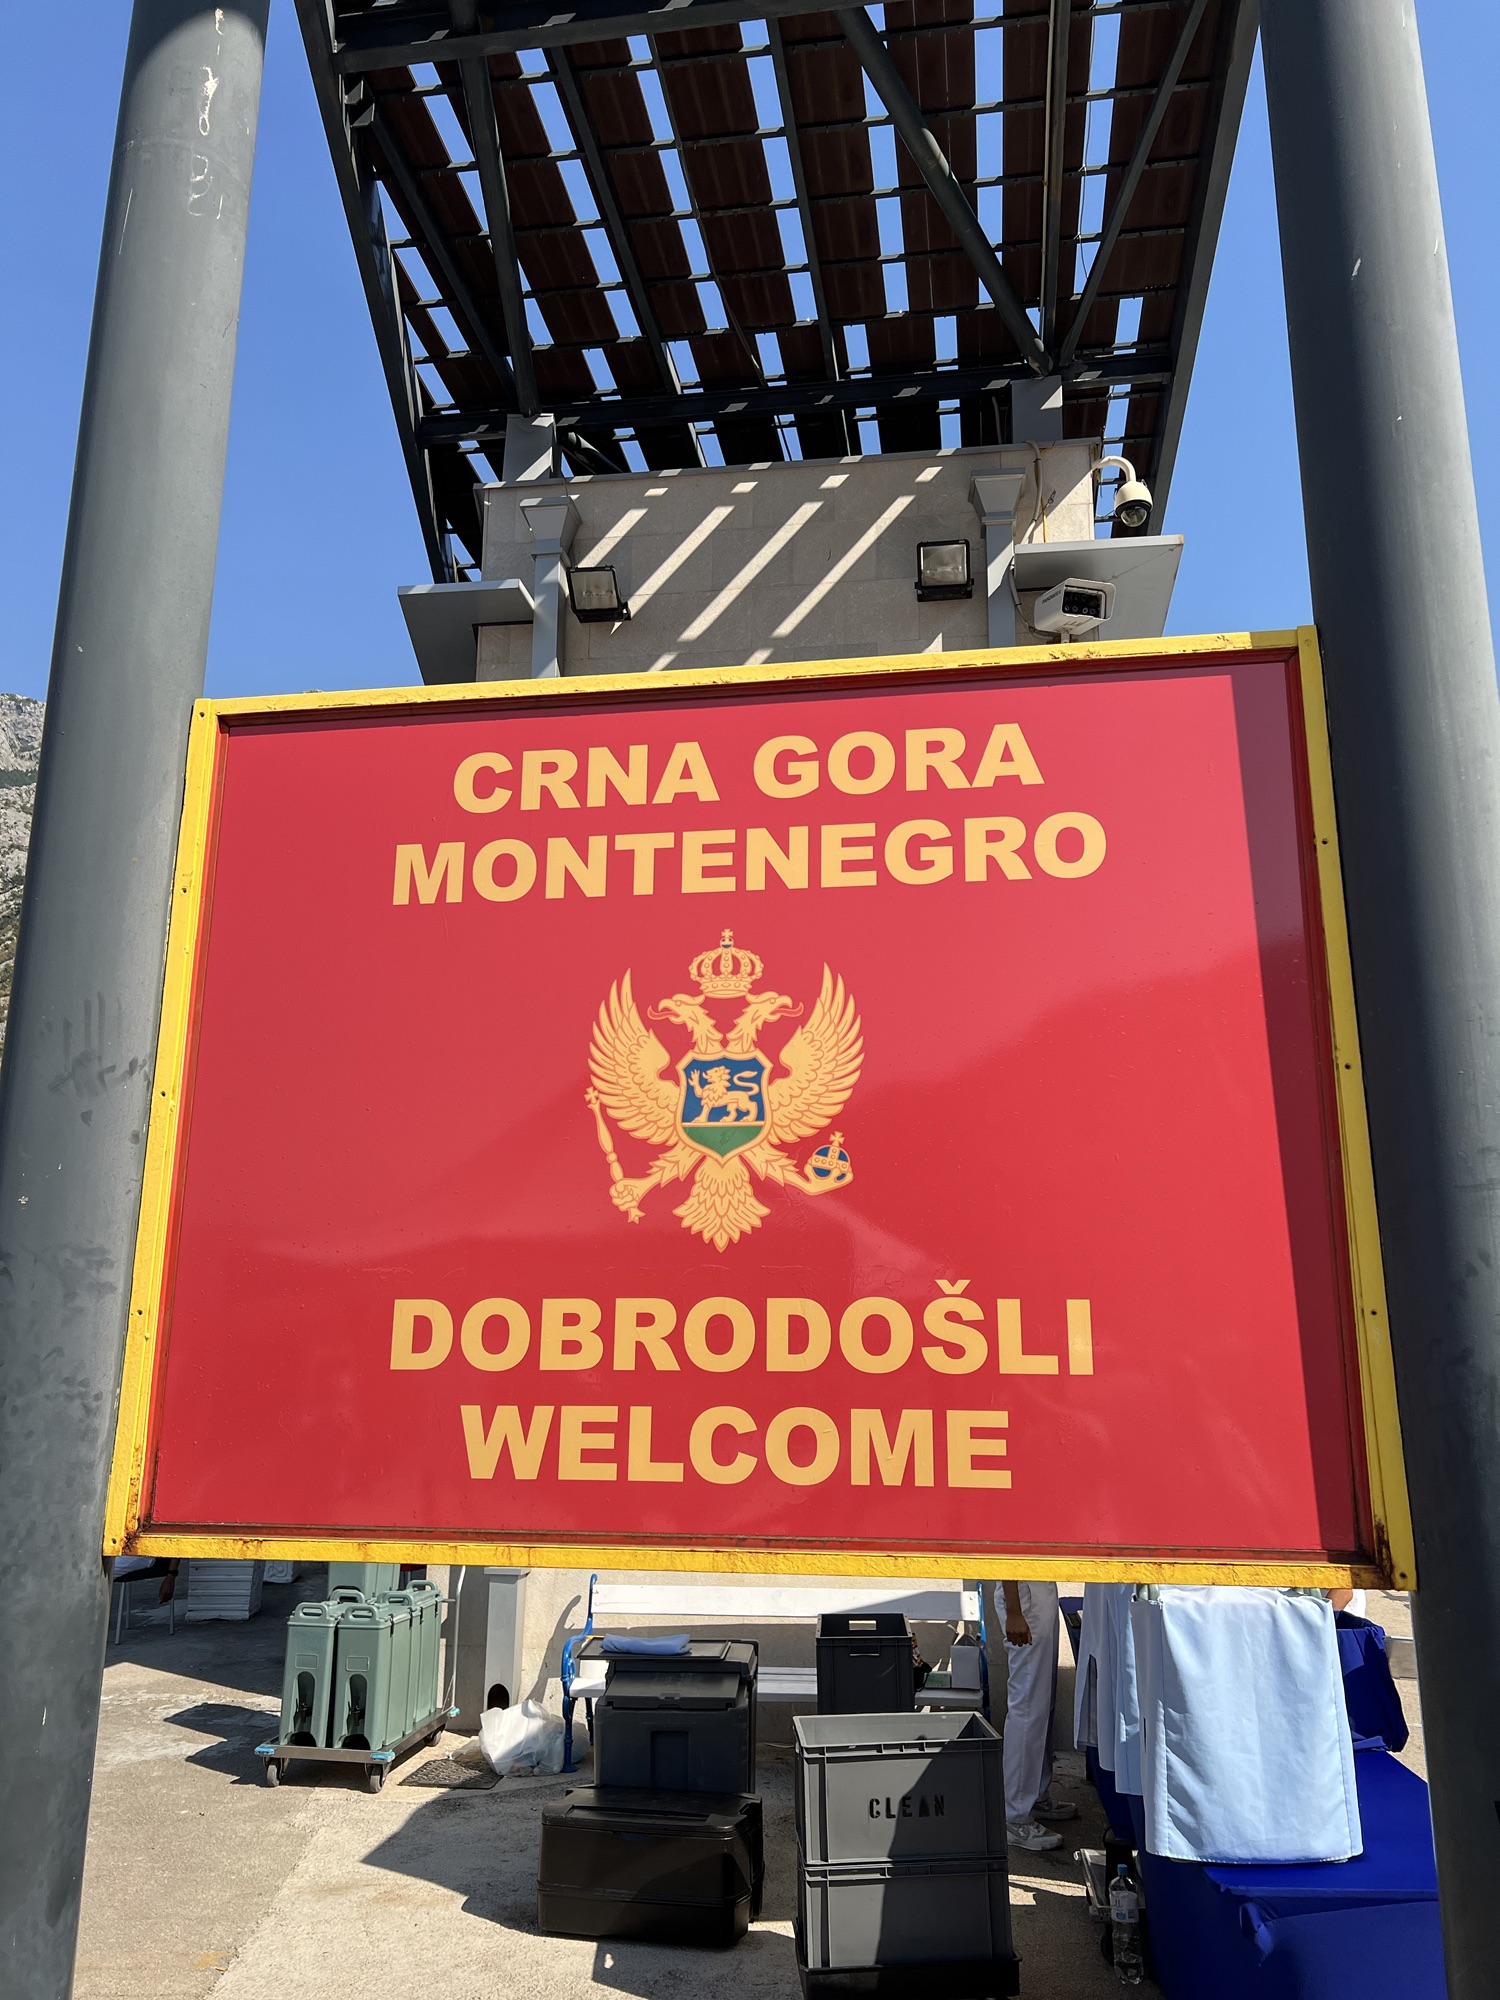 CRNA GORA
MONTENEGRO
DOBRODOŠLI
WELCOME
CLEAN